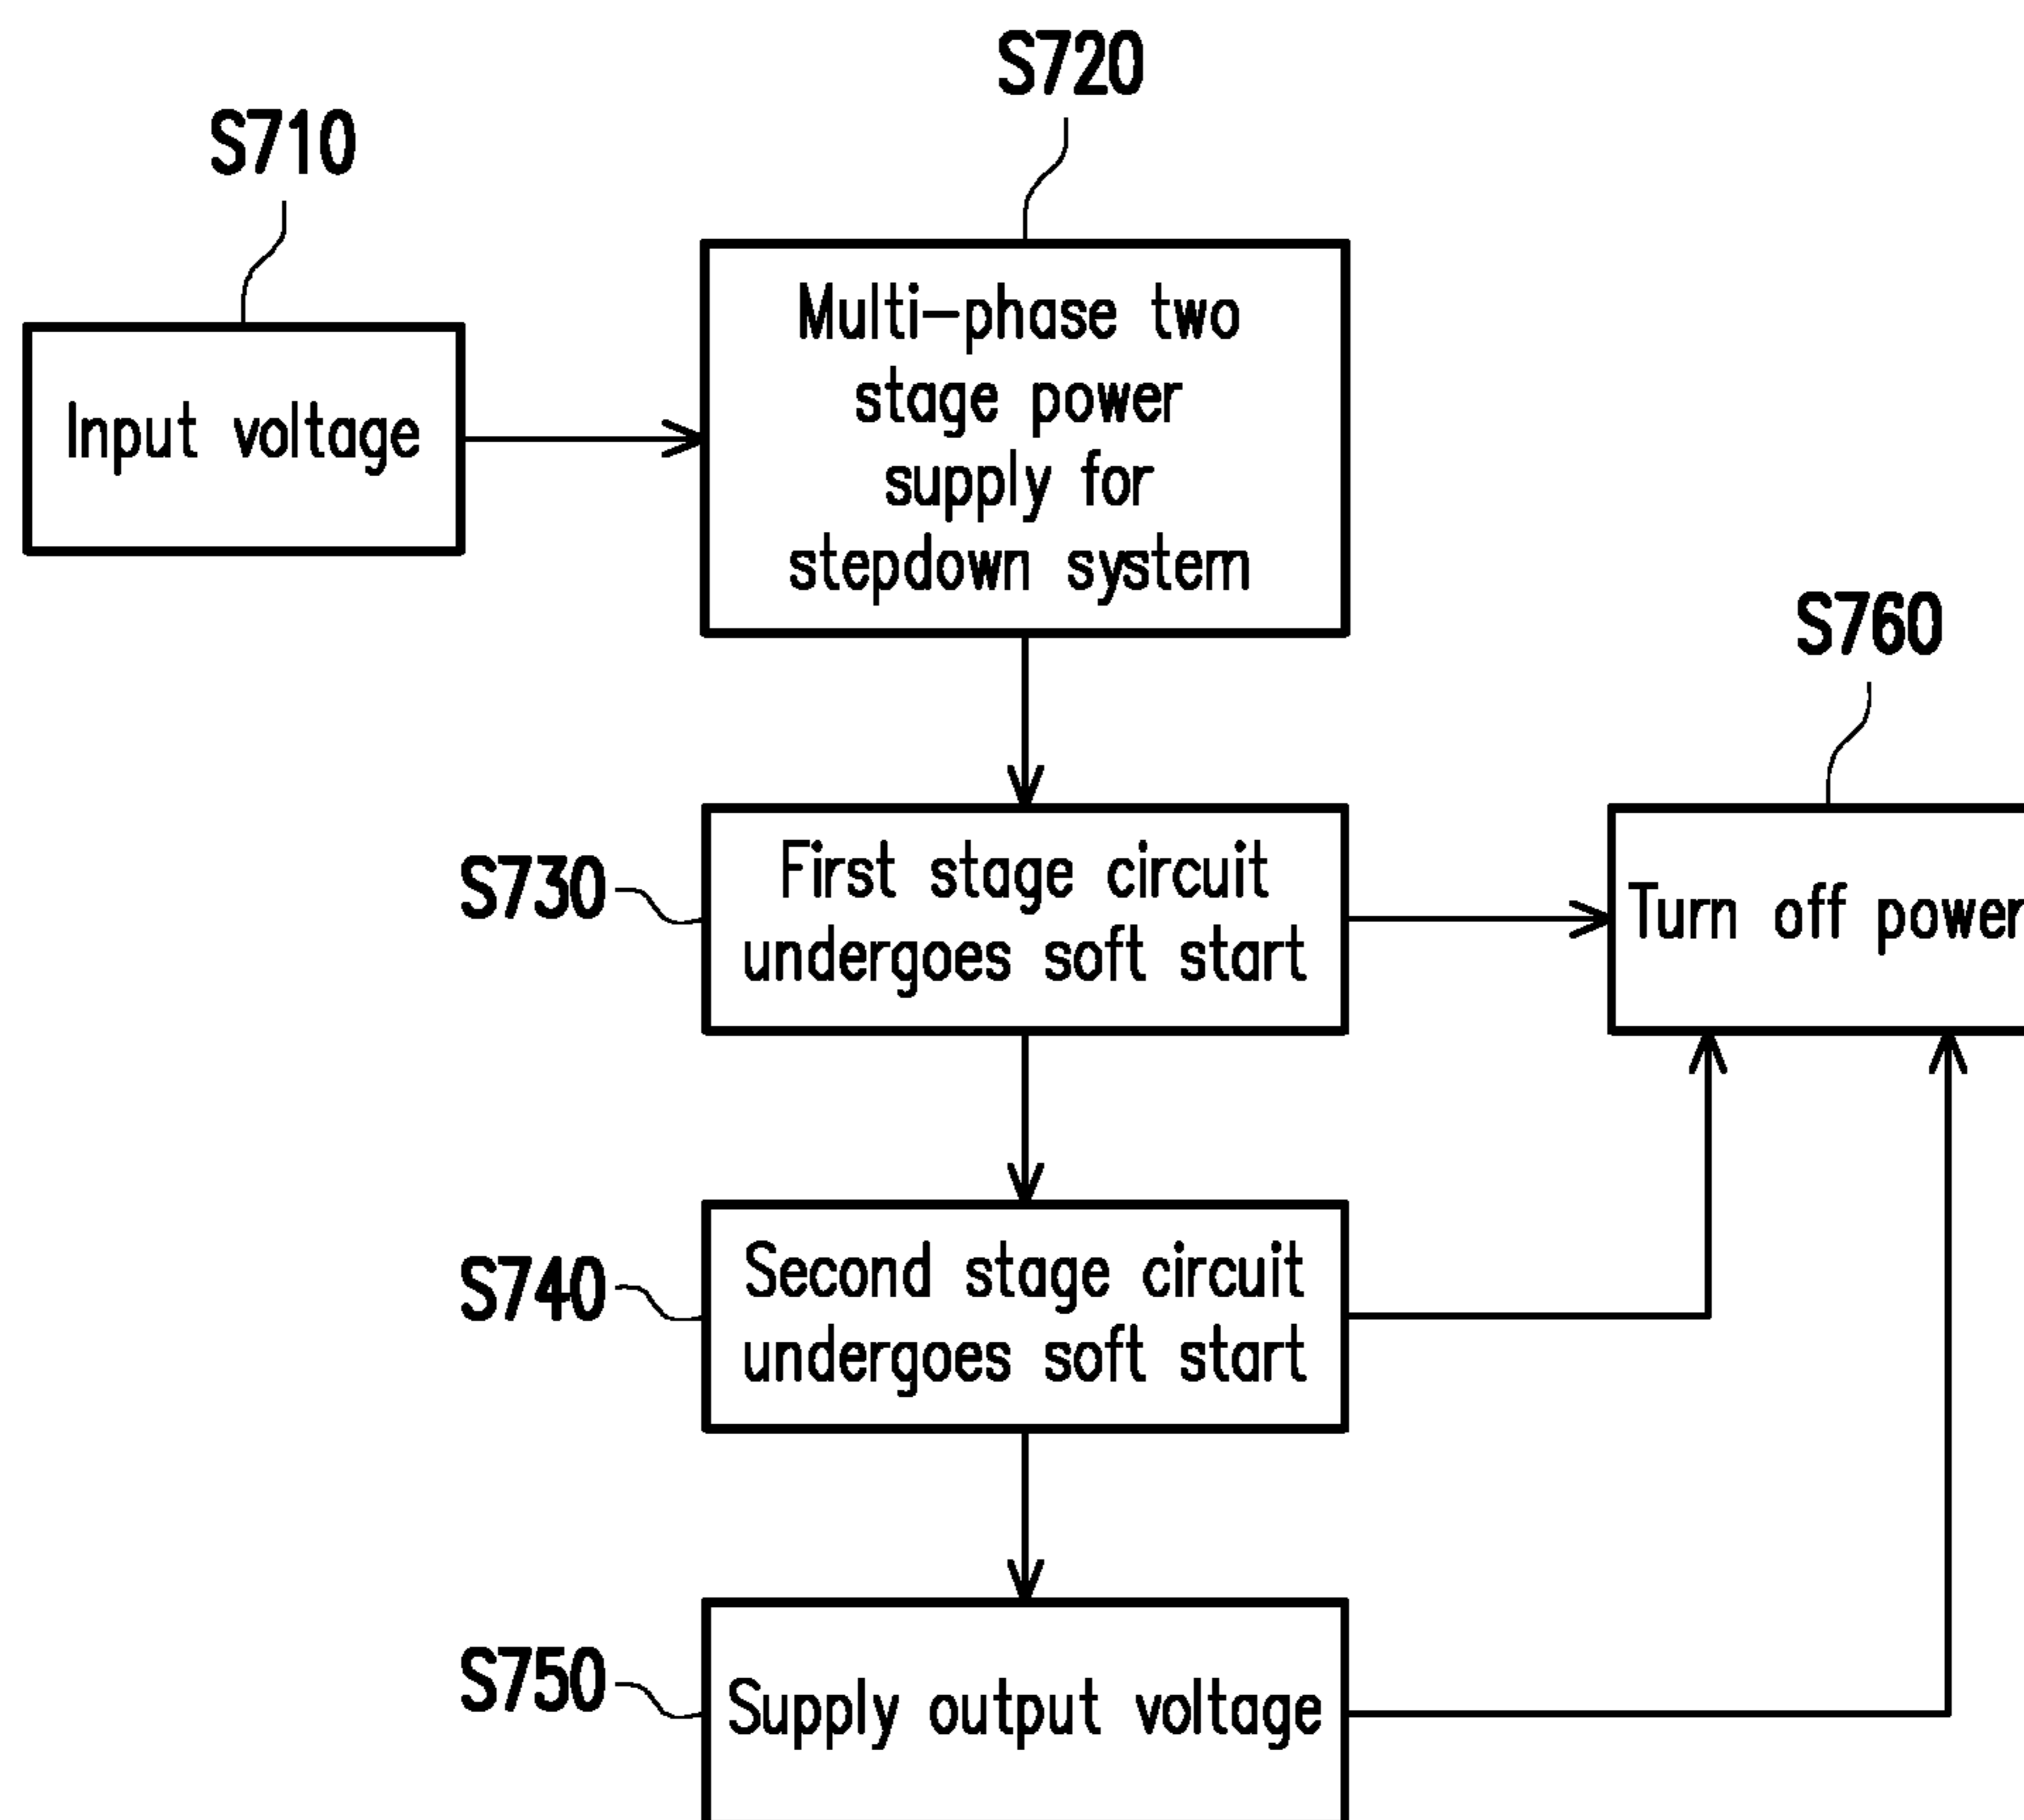 S720
S710
Multi-phase two
stage power
supply for
stepdown system
Input voltage
S760
S730
First stage circuit
undergoes soft start
Turn off power
S740
Second stage circuit
undergoes soft start
S750
Supply output voltage